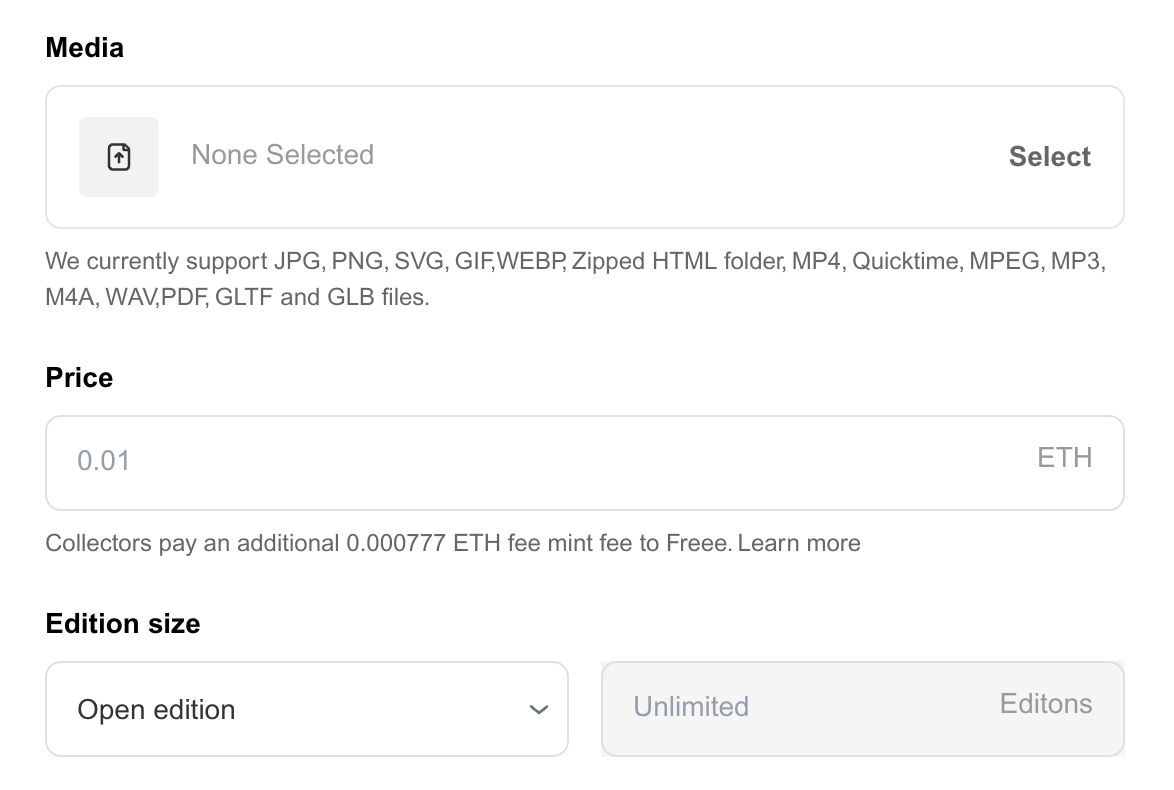 Media
None Selected
Select
We currently support JPG, PNG, SVG, GIF,WEBP, Zipped HTML folder, MP4, Quicktime, MPEG, MP3,
M4A, WAV,PDF, GLTF and GLB files.
Price
0.01
ETH
Collectors pay an additional 0.000777 ETH fee mint fee to Freee. Learn more
Edition size
Open edition
Unlimited
Editons